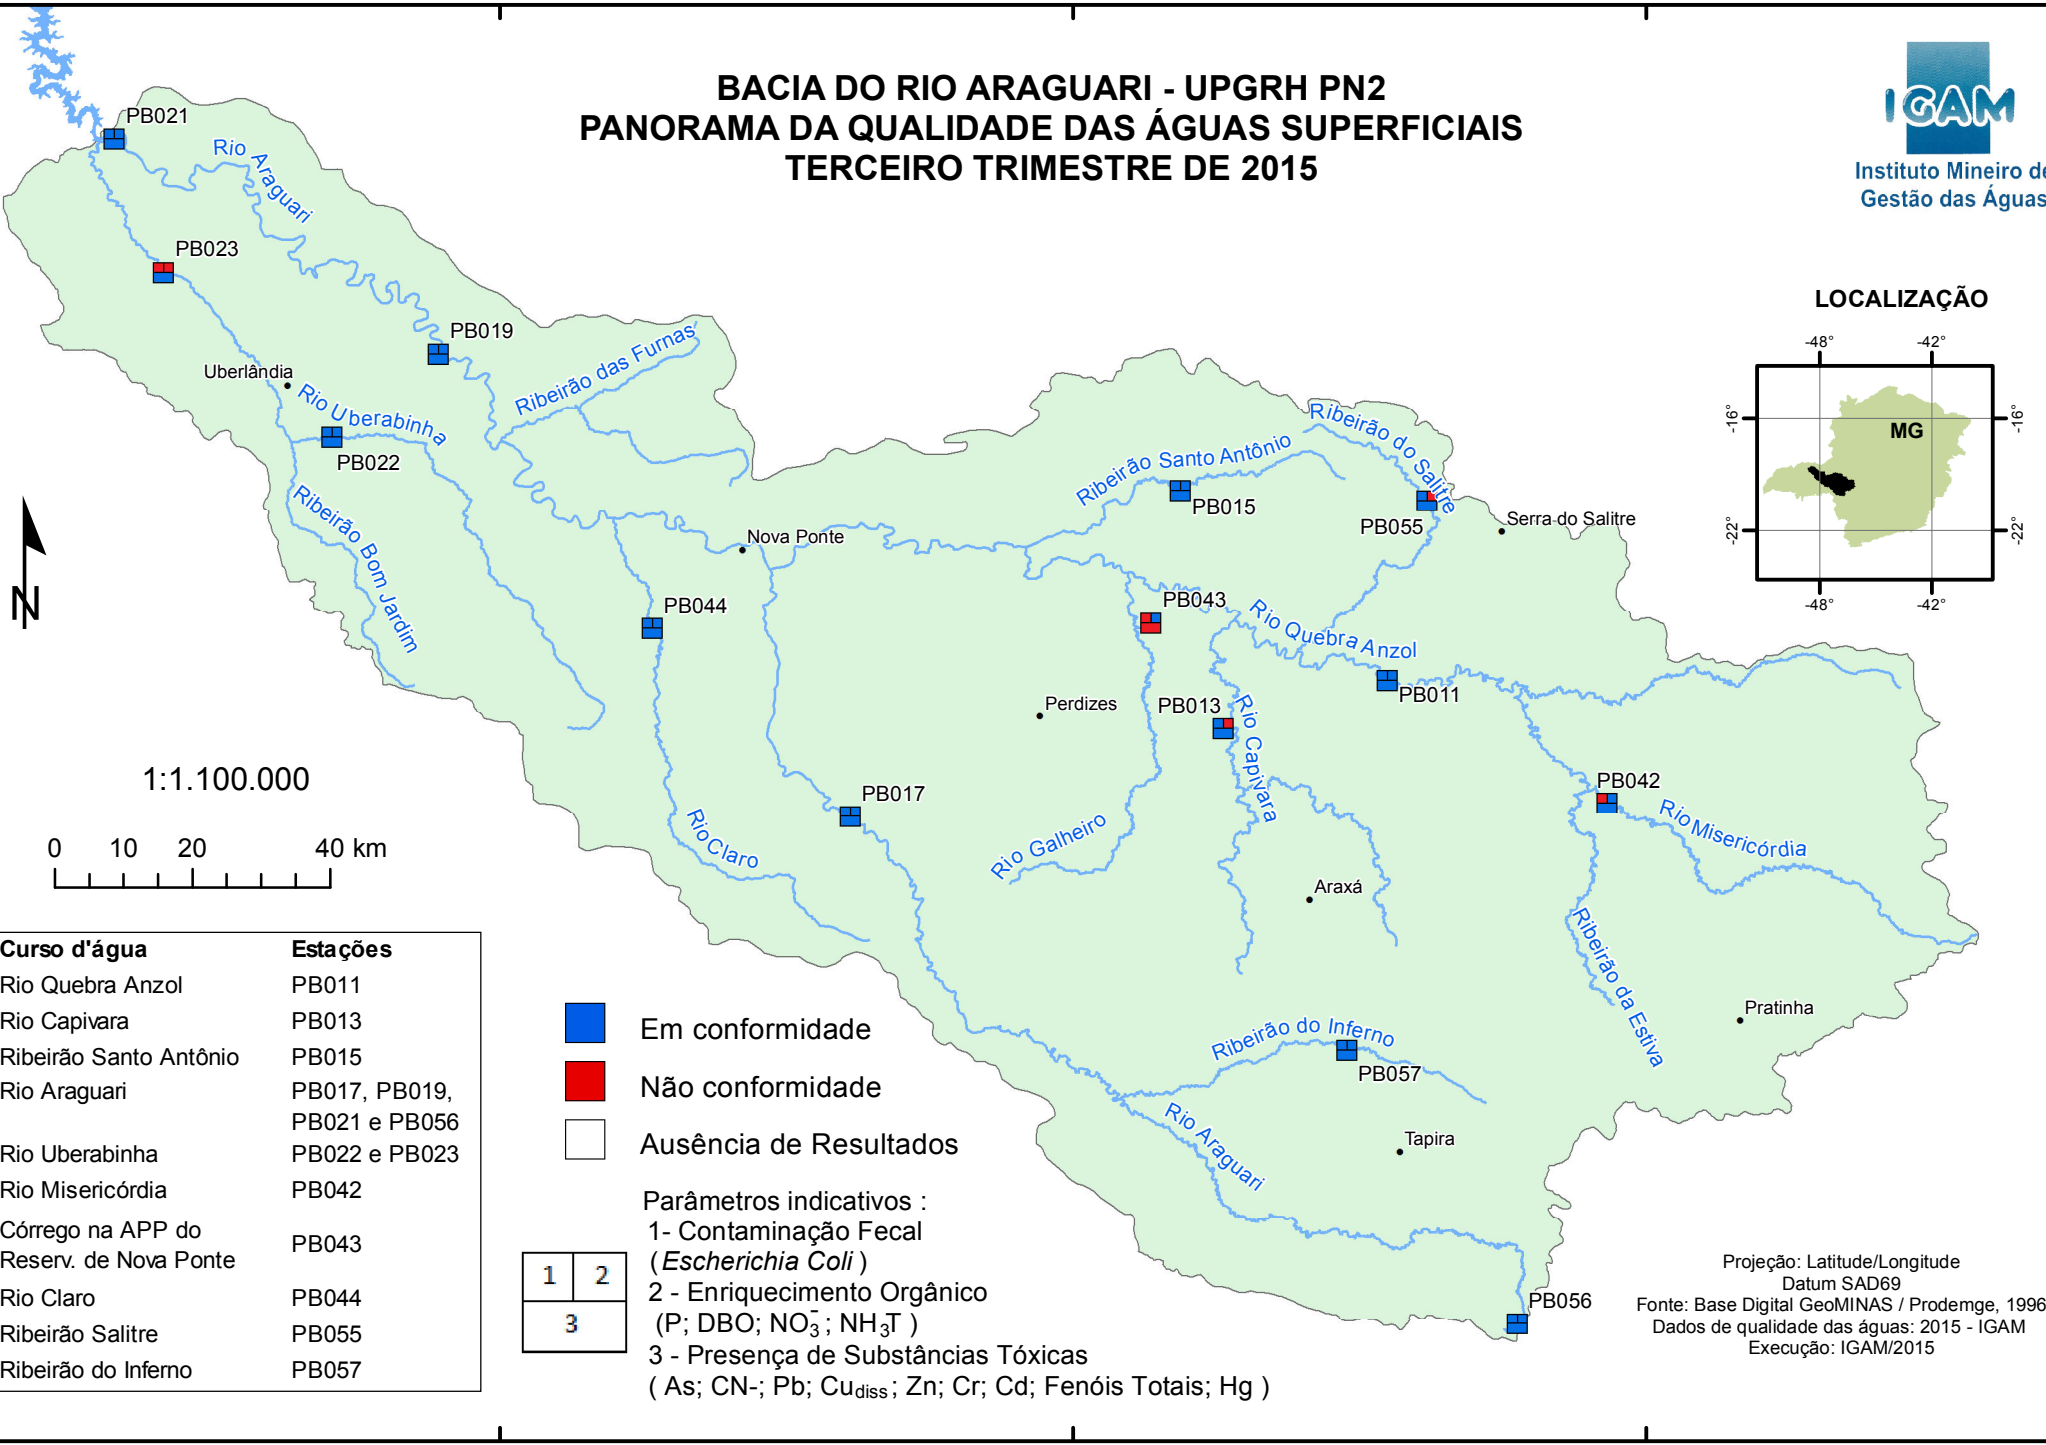 BACIA DO RIO ARAGUARI - UPGRH PN2
PANORAMA DA QUALIDADE DAS ÁGUAS SUPERFICIAIS
TERCEIRO TRIMESTRE DE 2015
IGAM
Instituto Mineiro de
Gestão das Águas
PB021
Rio Araguari
PB023
PB019
Uberlândia
Rio Uberabinha
PB022
Ribeirão das Furnas
Ribeirão Bom Jardim
N
Nova Ponte
PB044
Ribeirão Santo Antônio
PB015
Ribeirão do Salitre
PB055
Serra do Salitre
PB043
Rio Quebra Anzol
PB011
Perdizes
PB013
Rio Capivara
PB017
Rio Claro
Rio Galheiro
PB042
Rio Misericórdia
Araxá
Ribeirão da Estiva
Pratinha
Ribeirão do Inferno
PB057
Rio Araguari
Tapira
PB056
LOCALIZAÇÃO
-48° -42°
-16° -16°
MG
-22° -22°
-48° -42°
1:1.100.000
0 10 20 40 km
Curso d'água Estações
Rio Quebra Anzol PB011
Rio Capivara PB013
Ribeirão Santo Antônio PB015
Rio Araguari PB017, PB019,
PB021 e PB056
Rio Uberabinha PB022 e PB023
Rio Misericórdia PB042
Córrego na APP do
Reserv. de Nova Ponte PB043
Rio Claro PB044
Ribeirão Salitre PB055
Ribeirão do Inferno PB057
Em conformidade
Não conformidade
Ausência de Resultados
Parâmetros indicativos :
1- Contaminação Fecal
(Escherichia Coli )
2 - Enriquecimento Orgânico
(P; DBO; NO₃⁻; NH₃T )
3 - Presença de Substâncias Tóxicas
( As; CN-; Pb; Cudiss; Zn; Cr; Cd; Fenóis Totais; Hg )
1 2
3
Projeção: Latitude/Longitude
Datum SAD69
Fonte: Base Digital GeoMINAS / Prodemge, 1996
Dados de qualidade das águas: 2015 - IGAM
Execução: IGAM/2015